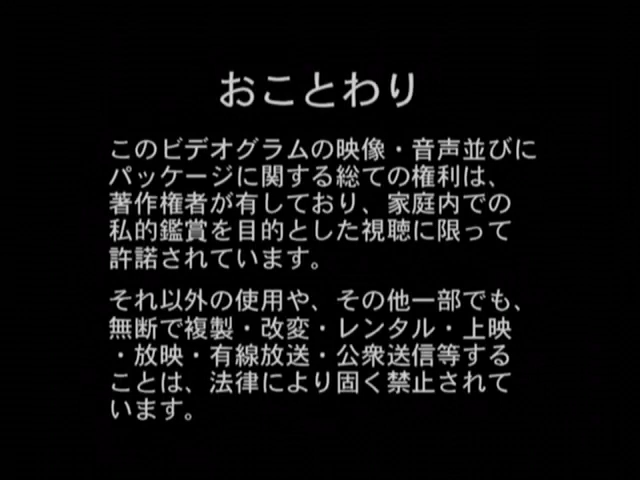 おことわり
このビデオグラムの映像・音声並びに
パッケージに関する総ての権利は、
著作権者が有しており、家庭内での
私的鑑賞を目的とした視聴に限って
許諾されています。
それ以外の使用や、その他一部でも、
無断で複製・改変・レンタル・上映
・放映・有線放送・公衆送信等する
ことは、法律により固く禁止されて
います。